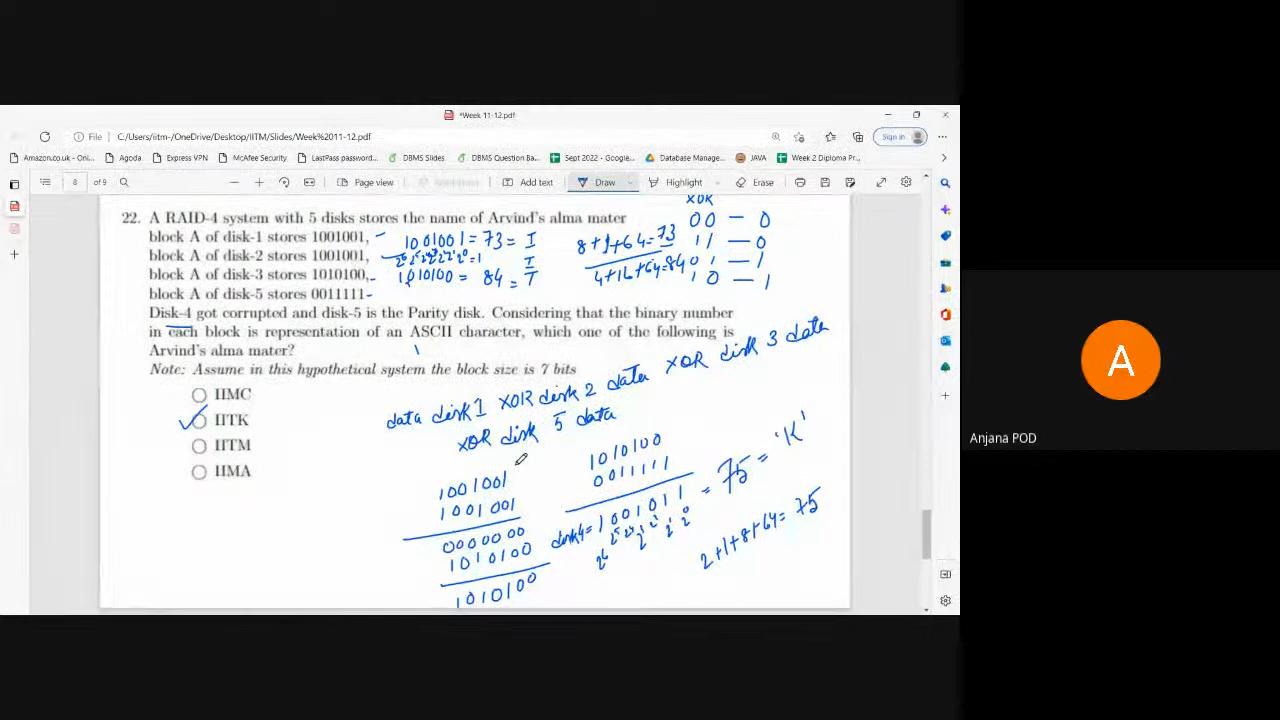 *Week 11-12.pdf
File C:/Users/iitm-/OneDrive/Desktop/IITM/Slides/Week%2011-12.pdf Sign in
Amazon.co.uk - Onl... Agoda Express VPN McAfee Security LastPass password... DBMS Slides DBMS Question Ba... Sept 2022 - Google... Database Manage... JAVA Week 2 Diploma Pr...
8 of 9 Page view Add text Draw Highlight Erase
XOR
22. A RAID-4 system with 5 disks stores the name of Arvind's alma mater
block A of disk-1 stores 1001001,
block A of disk-2 stores 1001001,
block A of disk-3 stores 1010100,
block A of disk-5 stores 0011111
1001001 = 73 = I
I
1010100 = 84 = T
8+1+64=73
4+16+64=84
00 — 0
11 — 0
01 — 1
10 — 1
Disk-4 got corrupted and disk-5 is the Parity disk. Considering that the binary number
in each block is representation of an ASCII character, which one of the following is
Arvind's alma mater?
Note: Assume in this hypothetical system the block size is 7 bits
IIMC
IITK
IITM
IIMA
data disk 1 XOR disk 2 data XOR disk 3 data
XOR disk 5 data
1001001
1001001
0000000
1010100
1010100
1010100
0011111
disk4= 1001011 = 75 = 'K'
2+1+8+64= 75
A
Anjana POD